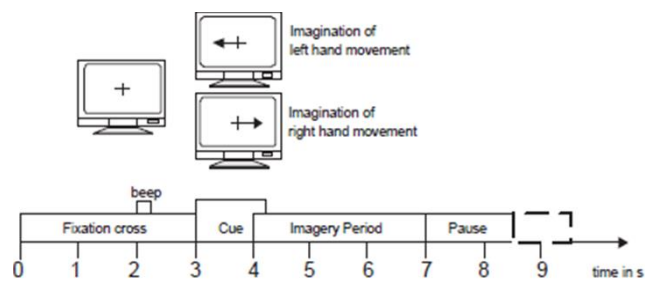 Imagination of
left hand movement
Imagination of
right hand movement
beep
Fixation cross
Cue
Imagery Period
Pause
0 1 2 3 4 5 6 7 8 9 time in s